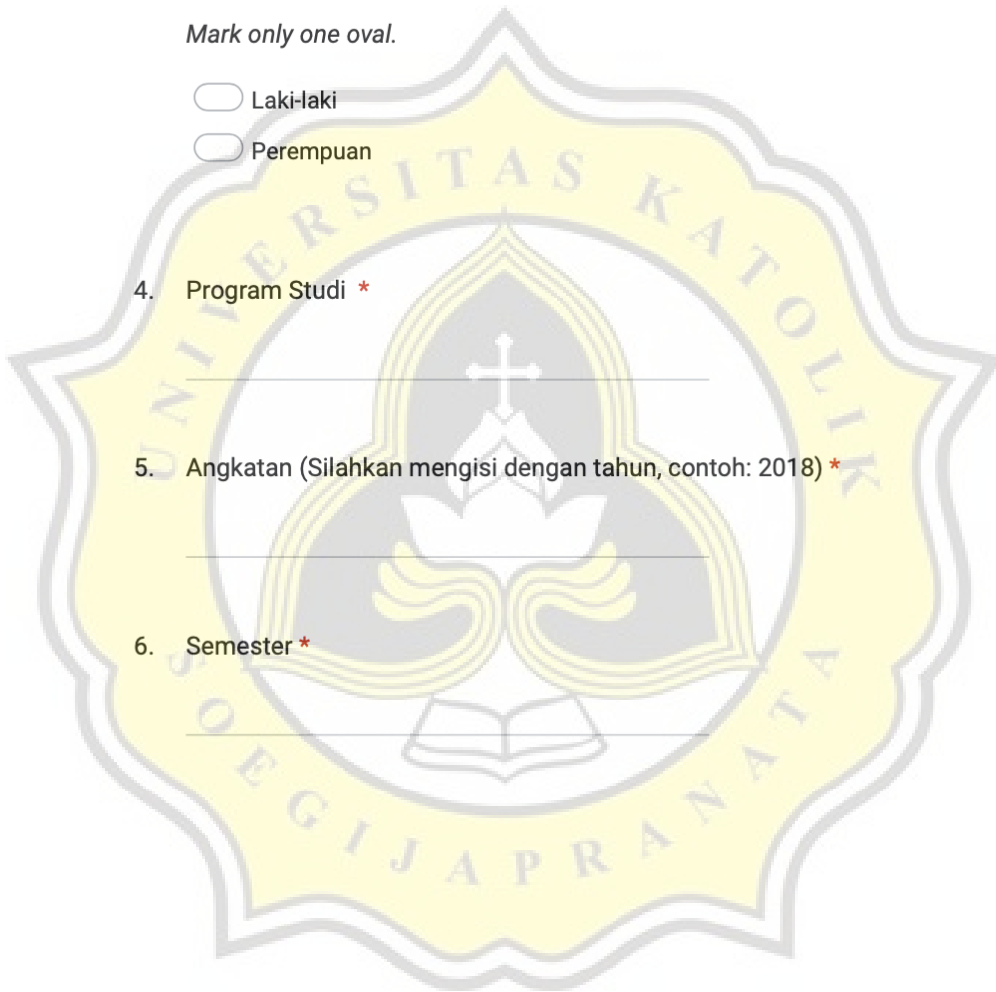 Mark only one oval.
Laki-laki
Perempuan
4. Program Studi *
5. Angkatan (Silahkan mengisi dengan tahun, contoh: 2018) *
6. Semester *
UNIVERSITAS KATOLIK
SOEGIJAPRANATA